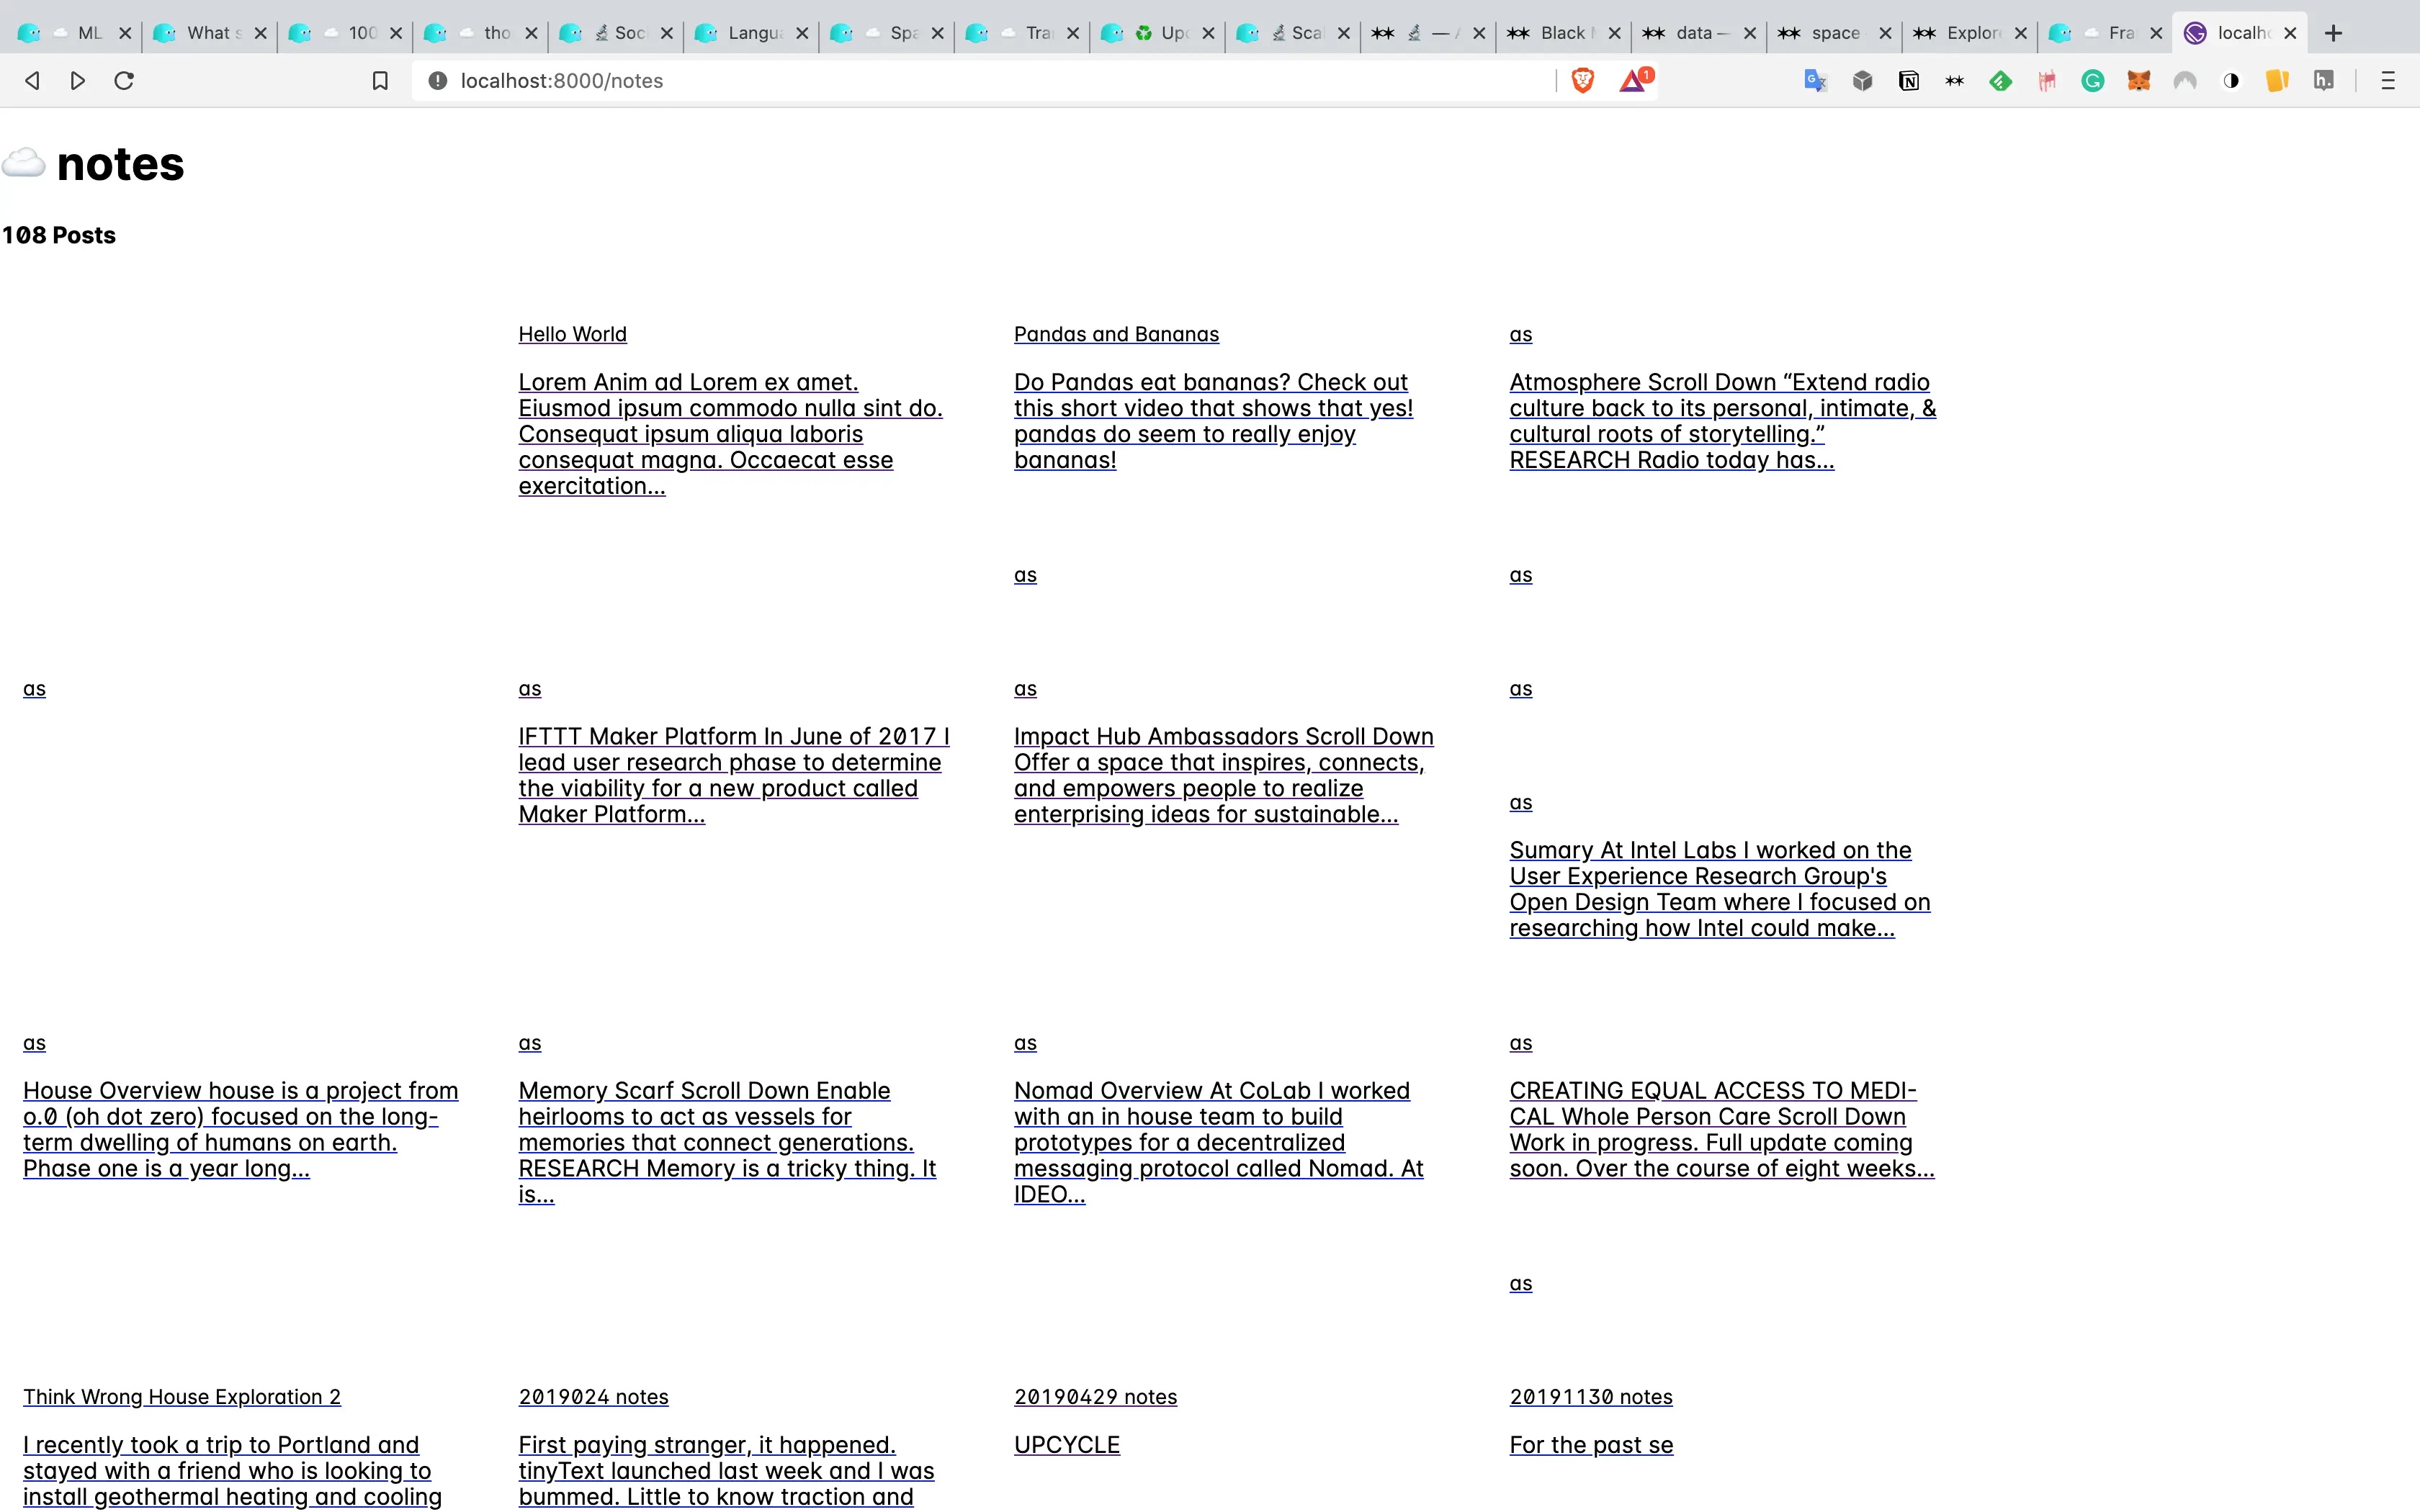 ML
What s
100
tho
Soc
Langua
Spa
Tra
Upc
Scal
— A
Black M
data —
space
Explore
Fra
localho
localhost:8000/notes
1
notes
108 Posts
Hello World
Lorem Anim ad Lorem ex amet.
Eiusmod ipsum commodo nulla sint do.
Consequat ipsum aliqua laboris
consequat magna. Occaecat esse
exercitation...
Pandas and Bananas
Do Pandas eat bananas? Check out
this short video that shows that yes!
pandas do seem to really enjoy
bananas!
as
Atmosphere Scroll Down “Extend radio
culture back to its personal, intimate, &
cultural roots of storytelling.”
RESEARCH Radio today has...
as
as
as
as
IFTTT Maker Platform In June of 2017 I
lead user research phase to determine
the viability for a new product called
Maker Platform...
as
Impact Hub Ambassadors Scroll Down
Offer a space that inspires, connects,
and empowers people to realize
enterprising ideas for sustainable...
as
as
Sumary At Intel Labs I worked on the
User Experience Research Group's
Open Design Team where I focused on
researching how Intel could make...
as
House Overview house is a project from
o.0 (oh dot zero) focused on the long-
term dwelling of humans on earth.
Phase one is a year long...
as
Memory Scarf Scroll Down Enable
heirlooms to act as vessels for
memories that connect generations.
RESEARCH Memory is a tricky thing. It
is...
as
Nomad Overview At CoLab I worked
with an in house team to build
prototypes for a decentralized
messaging protocol called Nomad. At
IDEO...
as
CREATING EQUAL ACCESS TO MEDI-
CAL Whole Person Care Scroll Down
Work in progress. Full update coming
soon. Over the course of eight weeks...
as
Think Wrong House Exploration 2
I recently took a trip to Portland and
stayed with a friend who is looking to
install geothermal heating and cooling
2019024 notes
First paying stranger, it happened.
tinyText launched last week and I was
bummed. Little to know traction and
20190429 notes
UPCYCLE
20191130 notes
For the past se